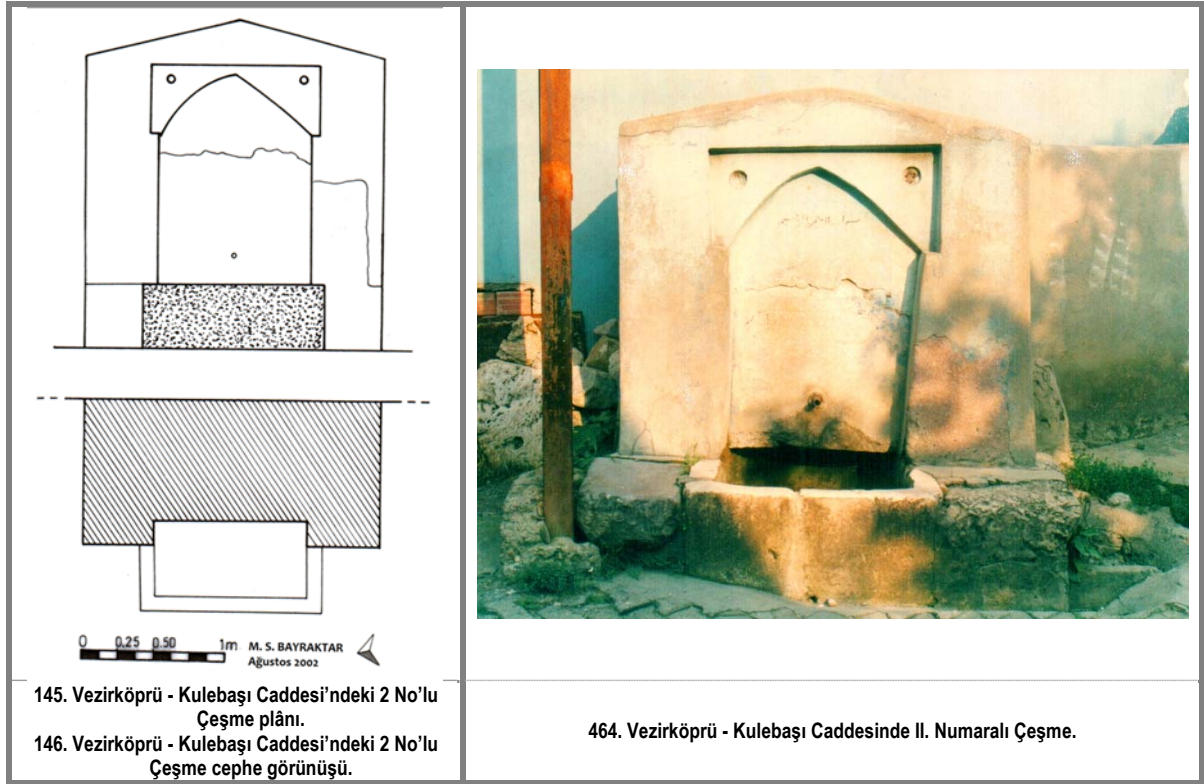 0 0.25 0.50 1m
M. S. BAYRAKTAR
Ağustos 2002
145. Vezirköprü - Kulebaşı Caddesi’ndeki 2 No’lu
Çeşme plânı.
146. Vezirköprü - Kulebaşı Caddesi’ndeki 2 No’lu
Çeşme cephe görünüşü.
464. Vezirköprü - Kulebaşı Caddesinde II. Numaralı Çeşme.